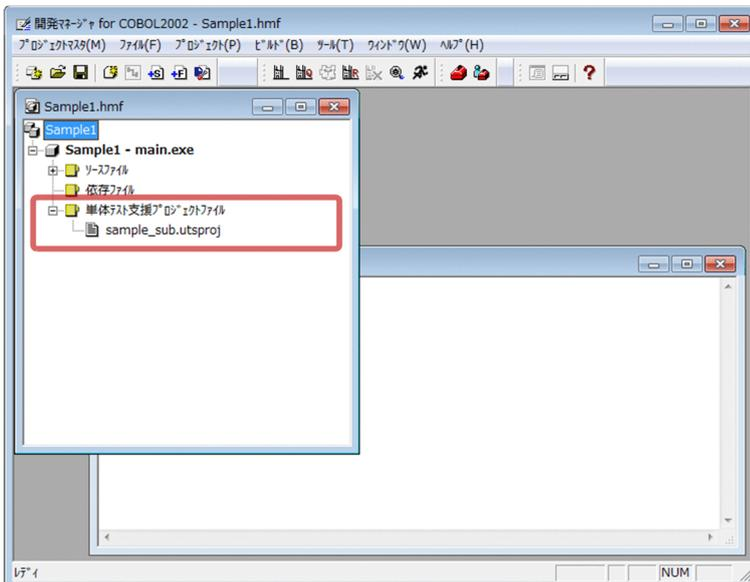 開発ﾏﾈｰｼﾞｬ for COBOL2002 - Sample1.hmf
ﾌﾟﾛｼﾞｪｸﾄﾏｽﾀ(M) ﾌｧｲﾙ(F) ﾌﾟﾛｼﾞｪｸﾄ(P) ﾋﾞﾙﾄﾞ(B) ﾂｰﾙ(T) ｳｨﾝﾄﾞｳ(W) ﾍﾙﾌﾟ(H)
Sample1.hmf
Sample1
Sample1 - main.exe
ｿｰｽﾌｧｲﾙ
依存ﾌｧｲﾙ
単体ﾃｽﾄ支援ﾌﾟﾛｼﾞｪｸﾄﾌｧｲﾙ
sample_sub.utsproj
ﾚﾃﾞｨ
NUM